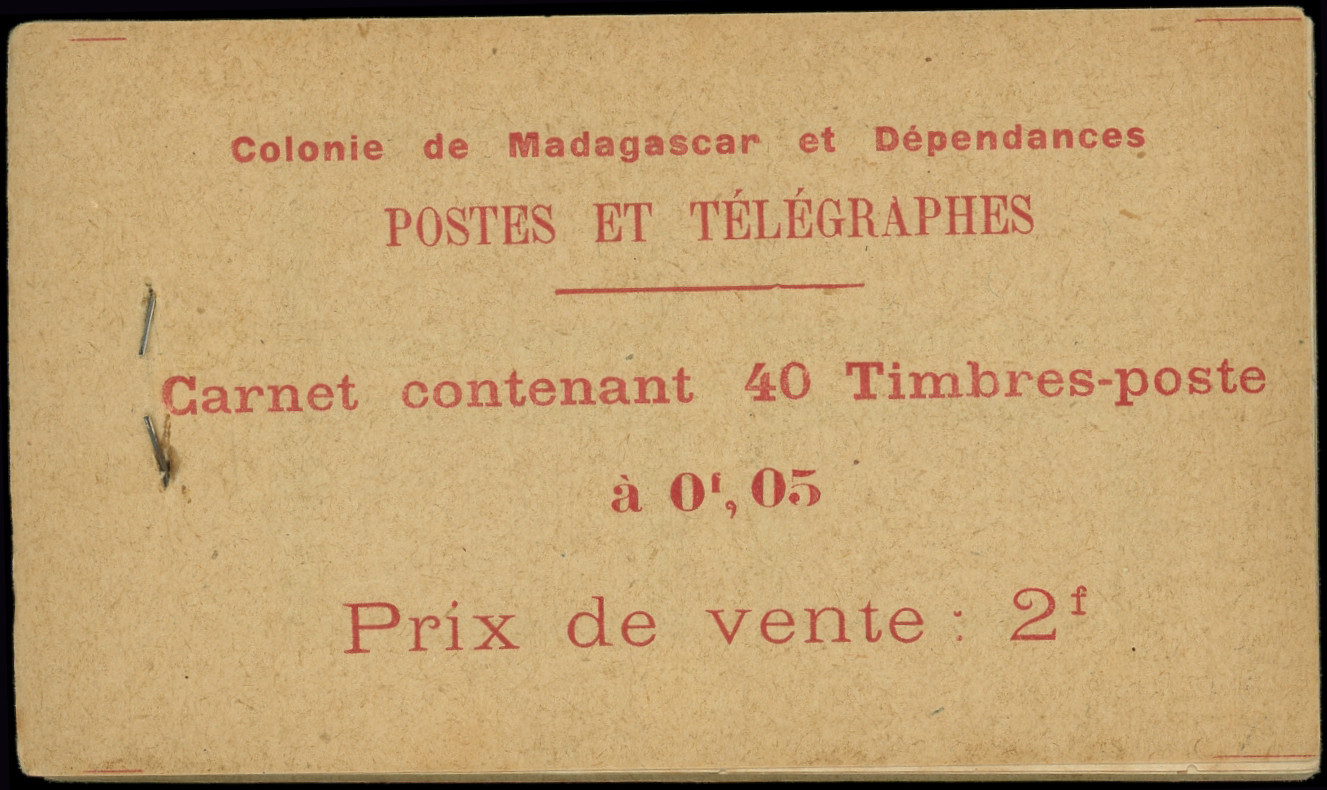 Colonie de Madagascar et Dépendances
POSTES ET TÉLÉGRAPHES
Carnet contenant 40 Timbres-poste
à 0f, 05
Prix de vente : 2f